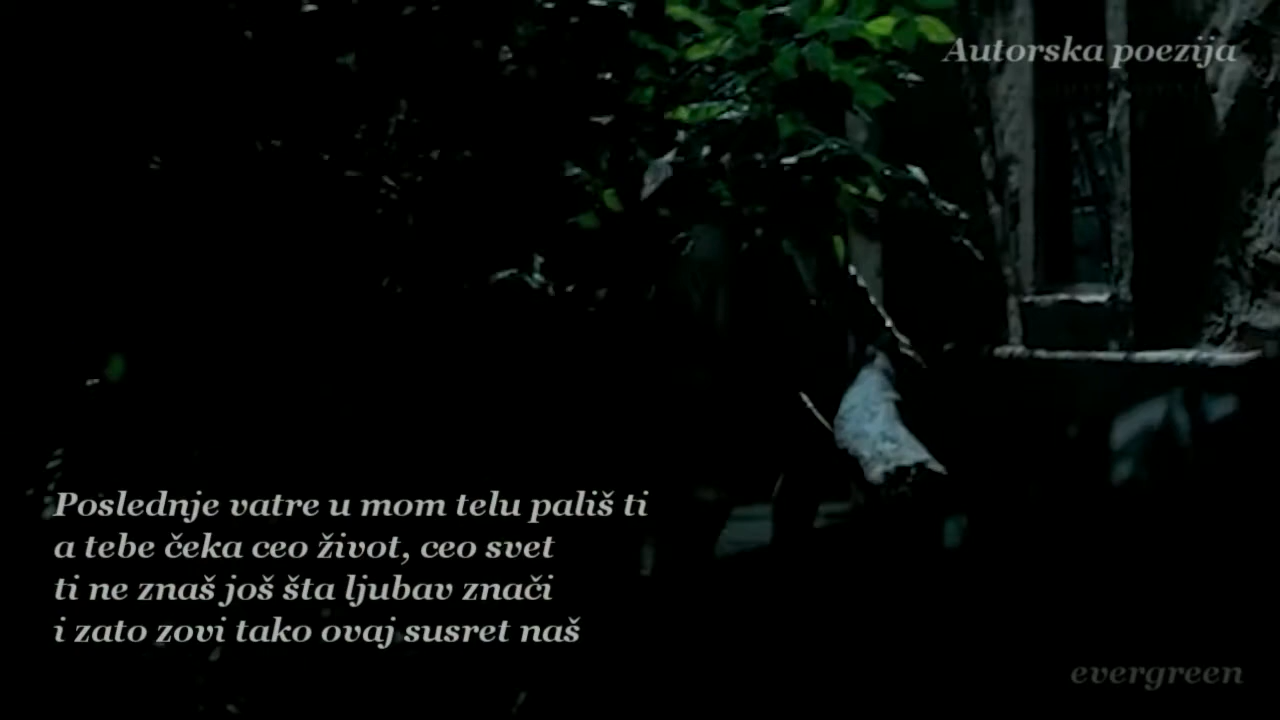 Autorska poezija
Poslednje vatre u mom telu pališ ti
a tebe čeka ceo život, ceo svet
ti ne znaš još šta ljubav znači
i zato zovi tako ovaj susret naš
evergreen